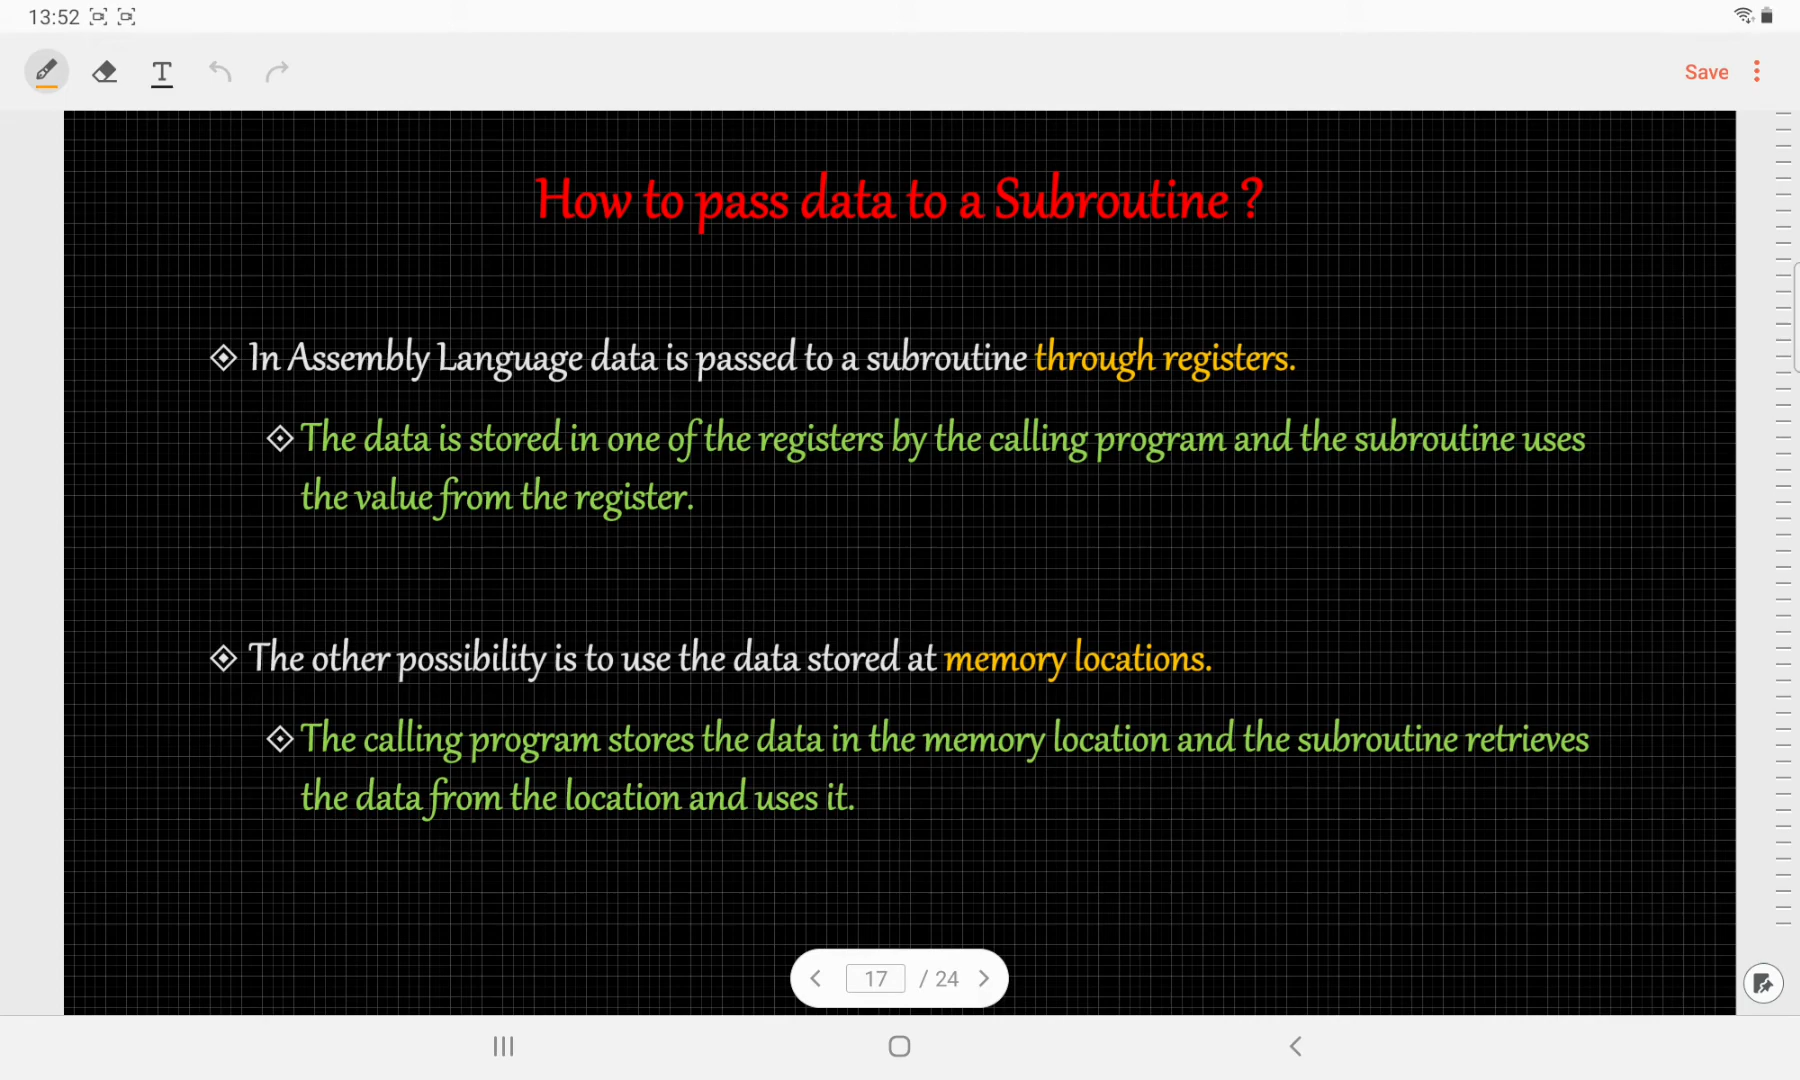 13:52
T
Save
How to pass data to a Subroutine ?
In Assembly Language data is passed to a subroutine through registers.
The data is stored in one of the registers by the calling program and the subroutine uses
the value from the register.
The other possibility is to use the data stored at memory locations.
The calling program stores the data in the memory location and the subroutine retrieves
the data from the location and uses it.
17 / 24